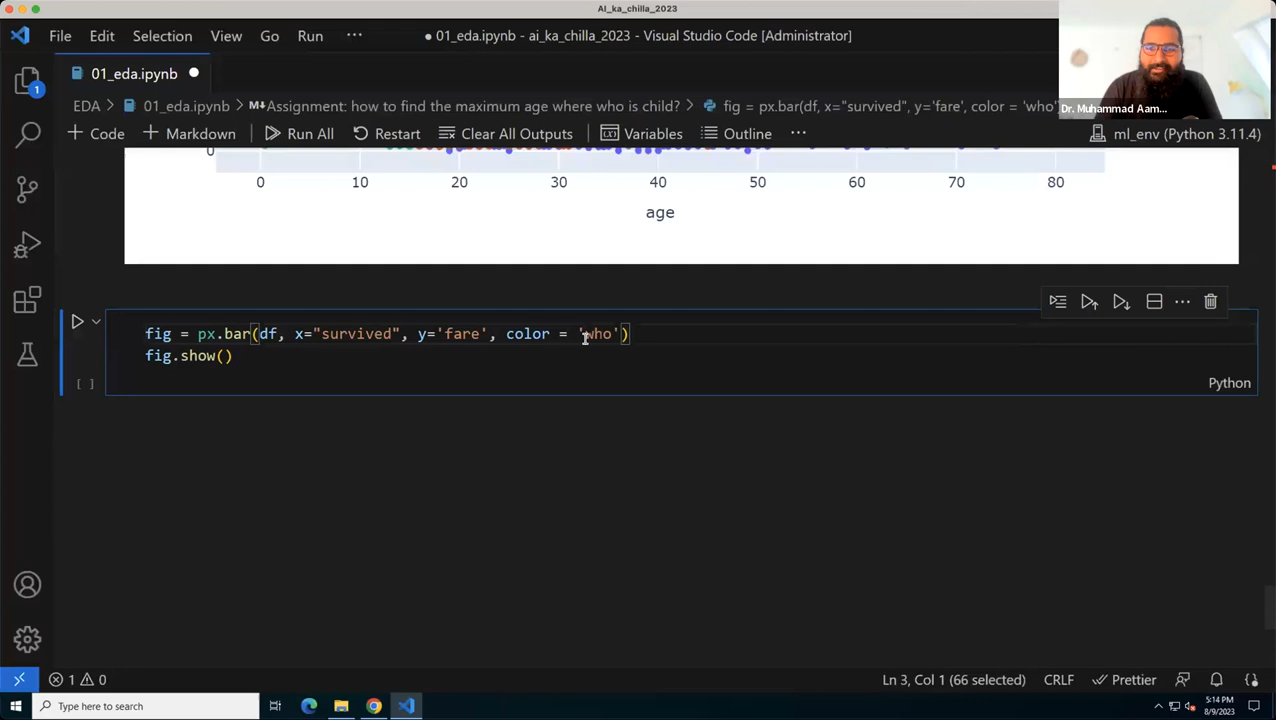 Ai_ka_chilla_2023
File Edit Selection View Go Run ··· ● 01_eda.ipynb - ai_ka_chilla_2023 - Visual Studio Code [Administrator]
01_eda.ipynb ●
1
EDA > 01_eda.ipynb > M↓Assignment: how to find the maximum age where who is child? > fig = px.bar(df, x="survived", y='fare', color = 'who'
Dr. Muhammad Aam...
+ Code + Markdown Run All Restart Clear All Outputs (x) Variables Outline ··· ml_env (Python 3.11.4)
0
0 10 20 30 40 50 60 70 80
age
fig = px.bar(df, x="survived", y='fare', color = 'who')
fig.show()
[ ] Python
1 0 Ln 3, Col 1 (66 selected) CRLF Prettier
Type here to search
5:14 PM
8/9/2023